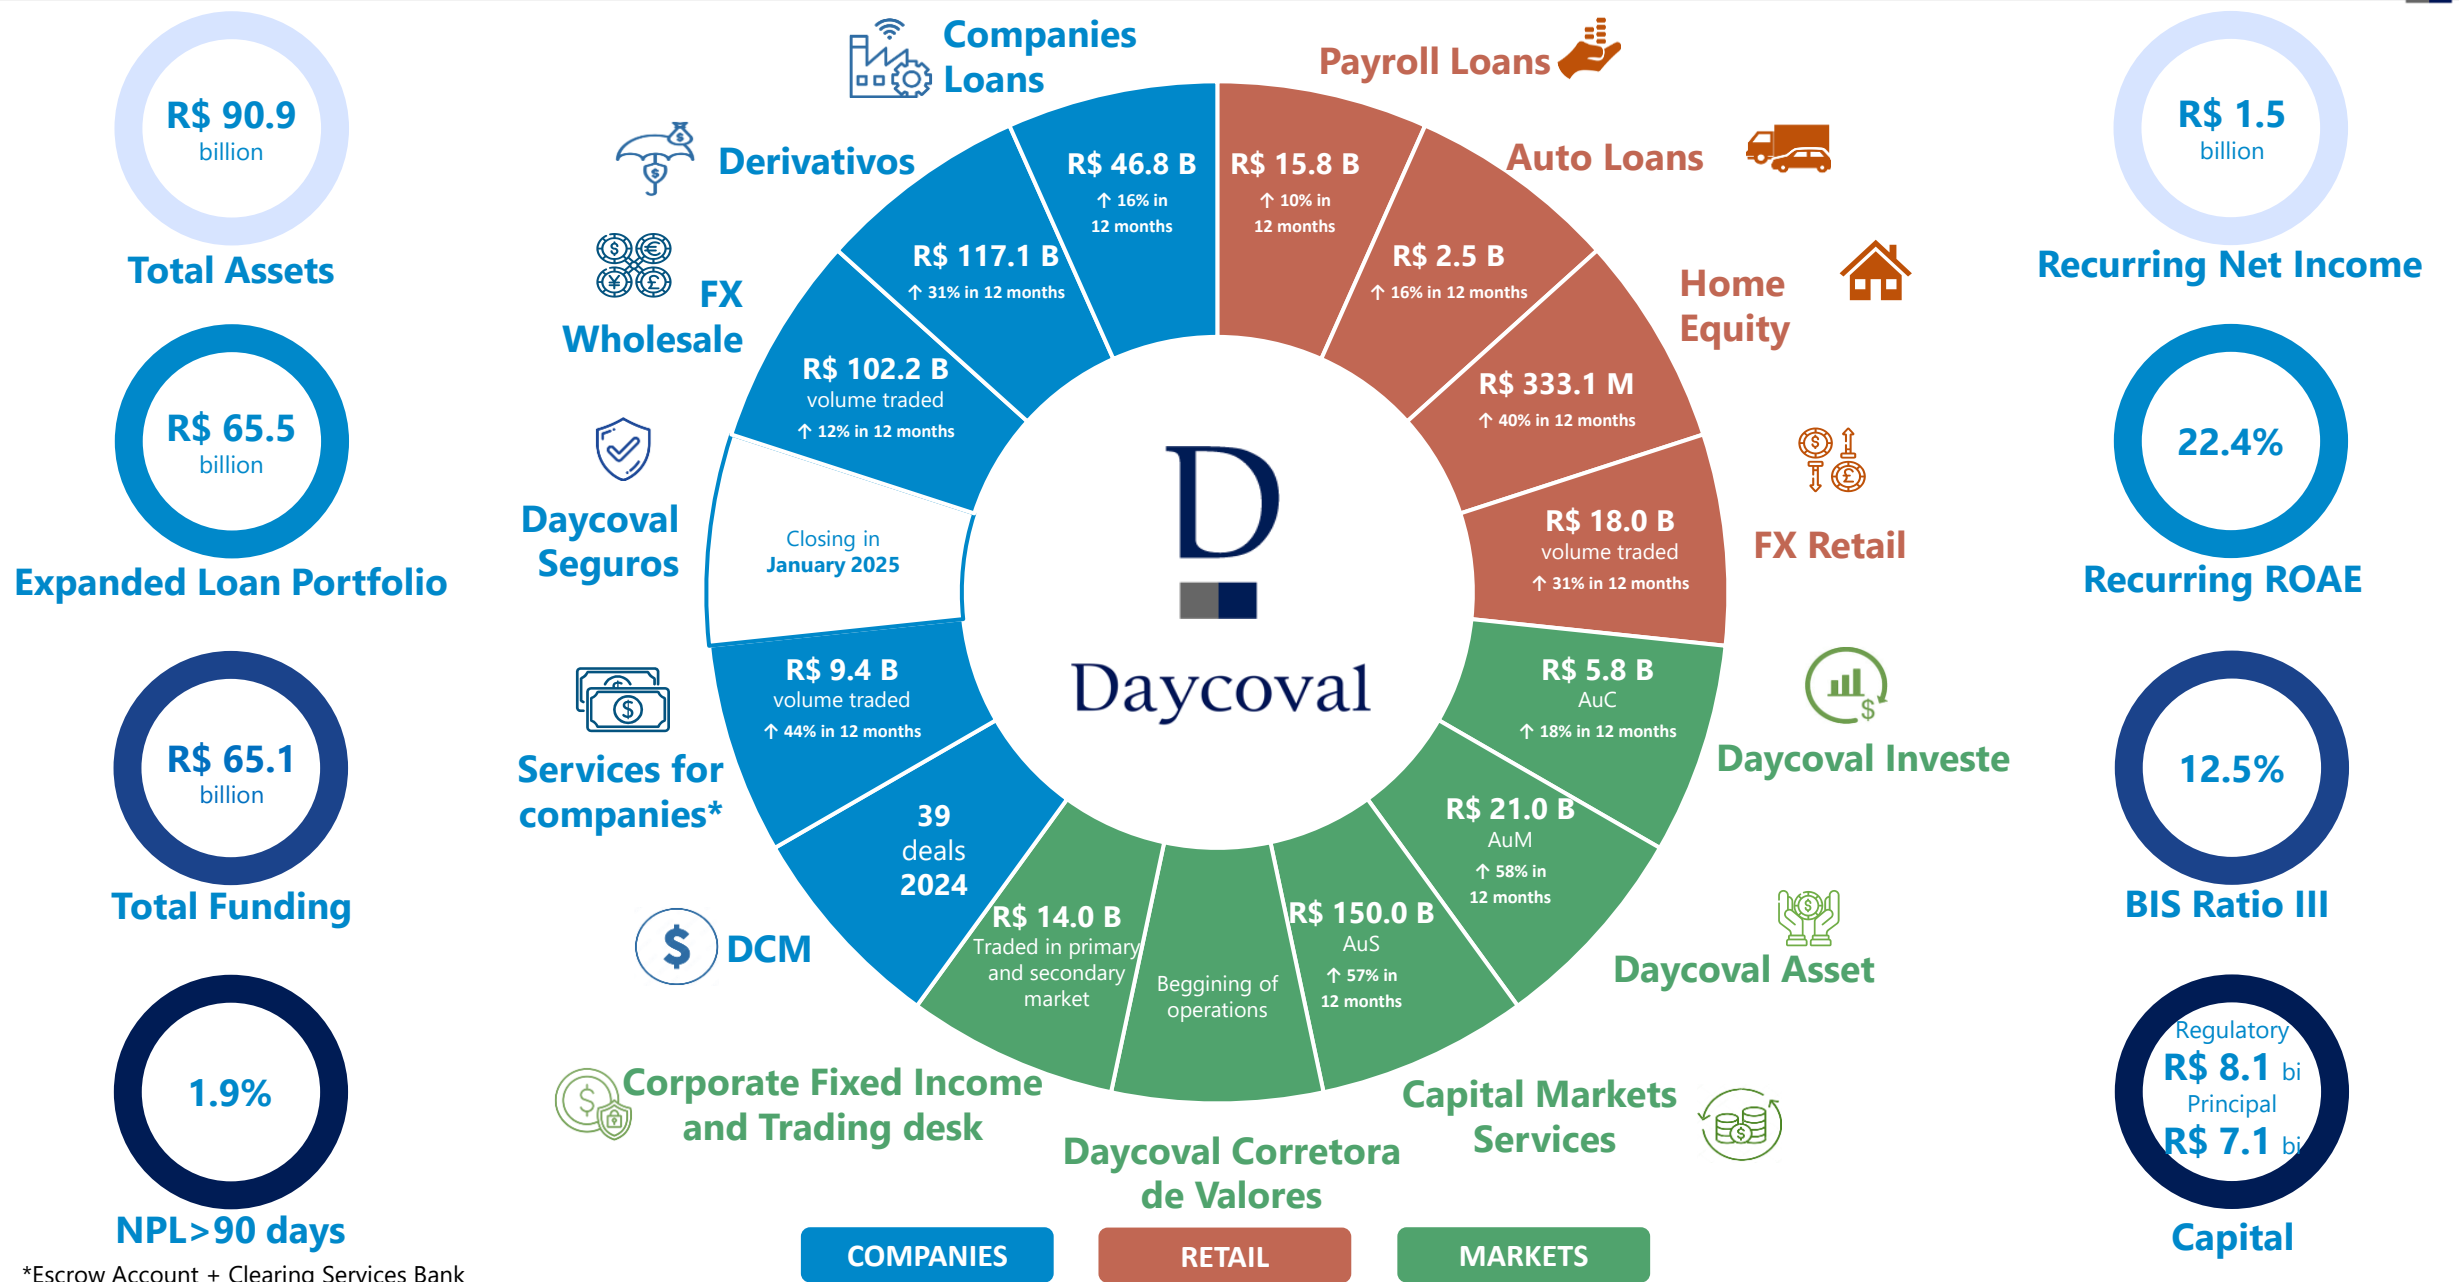 R$ 90.9
billion
Total Assets
R$ 65.5
billion
Expanded Loan Portfolio
R$ 65.1
billion
Total Funding
1.9%
NPL>90 days
*Escrow Account + Clearing Services Bank
Companies
Loans
R$ 46.8 B
↑ 16% in
12 months
Derivativos
R$ 117.1 B
↑ 31% in 12 months
FX
Wholesale
R$ 102.2 B
volume traded
↑ 12% in 12 months
Daycoval
Seguros
Closing in
January 2025
Services for
companies*
R$ 9.4 B
volume traded
↑ 44% in 12 months
DCM
39
deals
2024
Payroll Loans
R$ 15.8 B
↑ 10% in
12 months
Auto Loans
R$ 2.5 B
↑ 16% in 12 months
Home
Equity
R$ 333.1 M
↑ 40% in 12 months
FX Retail
R$ 18.0 B
volume traded
↑ 31% in 12 months
Daycoval Investe
R$ 5.8 B
AuC
↑ 18% in 12 months
Daycoval Asset
R$ 21.0 B
AuM
↑ 58% in
12 months
Capital Markets
Services
R$ 150.0 B
AuS
↑ 57% in
12 months
Daycoval Corretora
de Valores
Beggining of
operations
Corporate Fixed Income
and Trading desk
R$ 14.0 B
Traded in primary
and secondary
market
D
Daycoval
COMPANIES
RETAIL
MARKETS
R$ 1.5
billion
Recurring Net Income
22.4%
Recurring ROAE
12.5%
BIS Ratio III
Regulatory
R$ 8.1 bi
Principal
R$ 7.1 bi
Capital